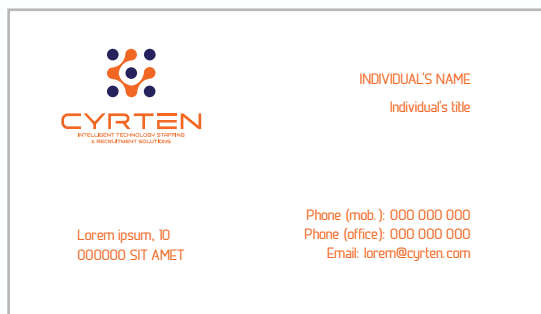 CYRTEN
INTELLIGENT TECHNOLOGY STAFFING
& RECRUITMENT SOLUTIONS
INDIVIDUAL'S NAME
Individual's title
Lorem ipsum, 10
000000 SIT AMET
Phone (mob.): 000 000 000
Phone (office): 000 000 000
Email: lorem@cyrten.com